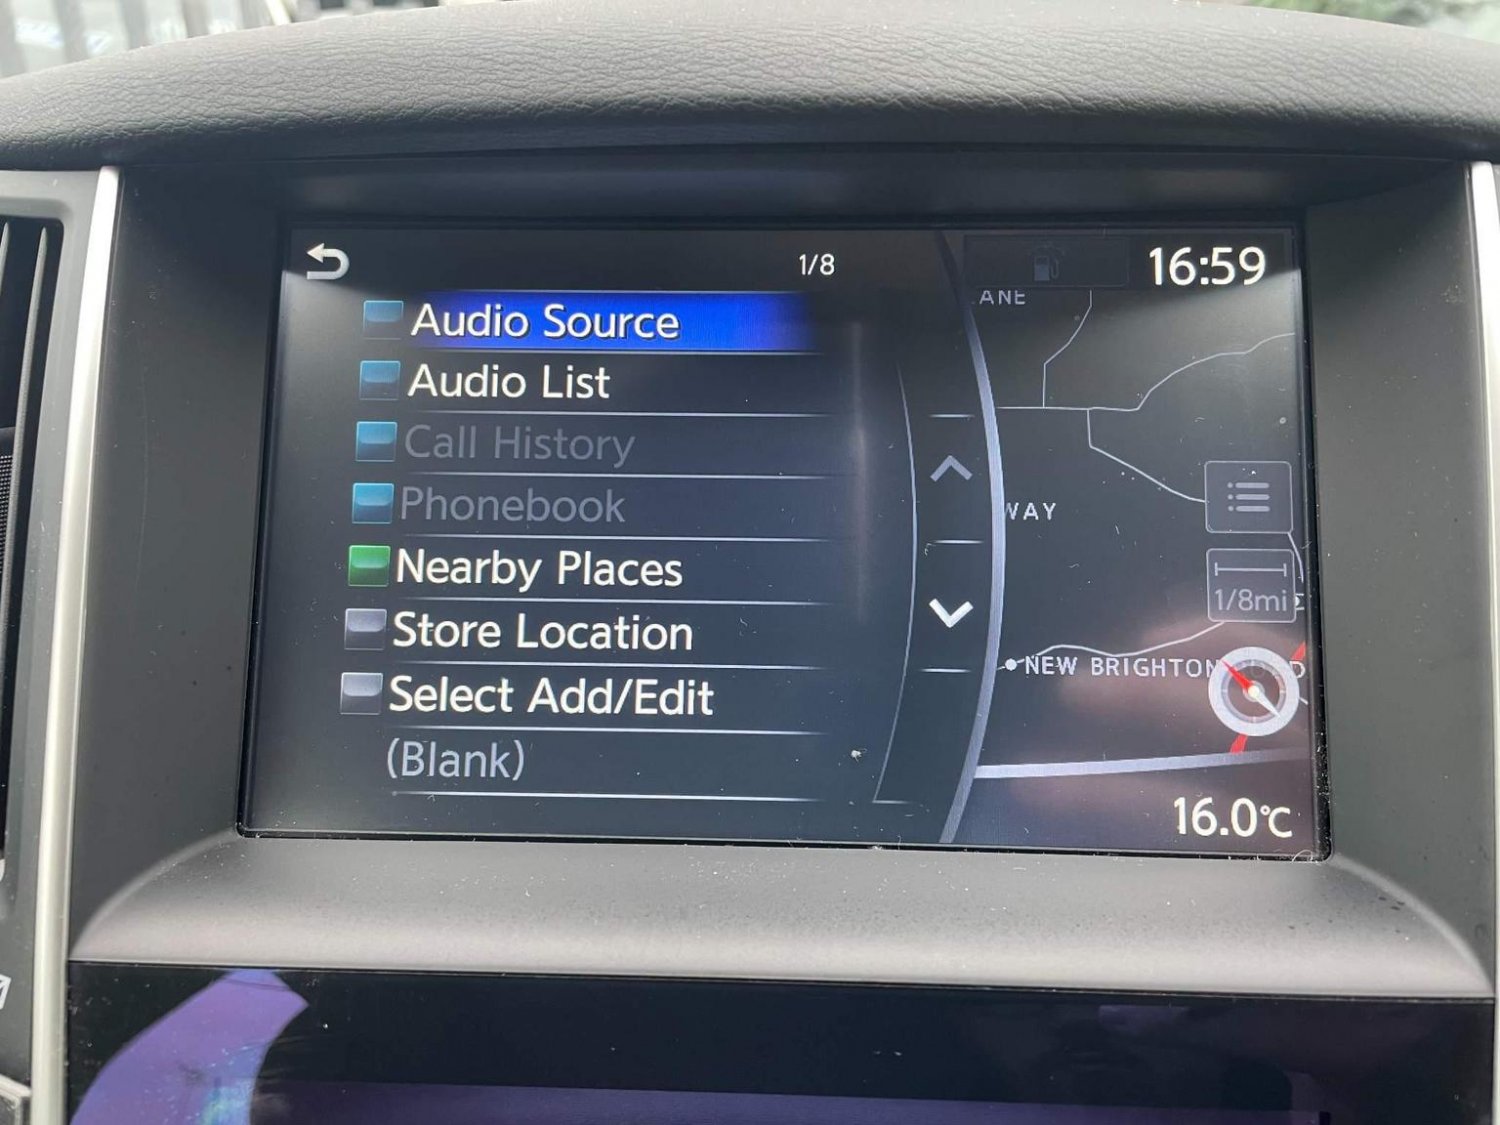 1/8
16:59
Audio Source
Audio List
Call History
Phonebook
Nearby Places
Store Location
Select Add/Edit
(Blank)
ANE
WAY
1/8mi
NEW BRIGHTON
16.0°C